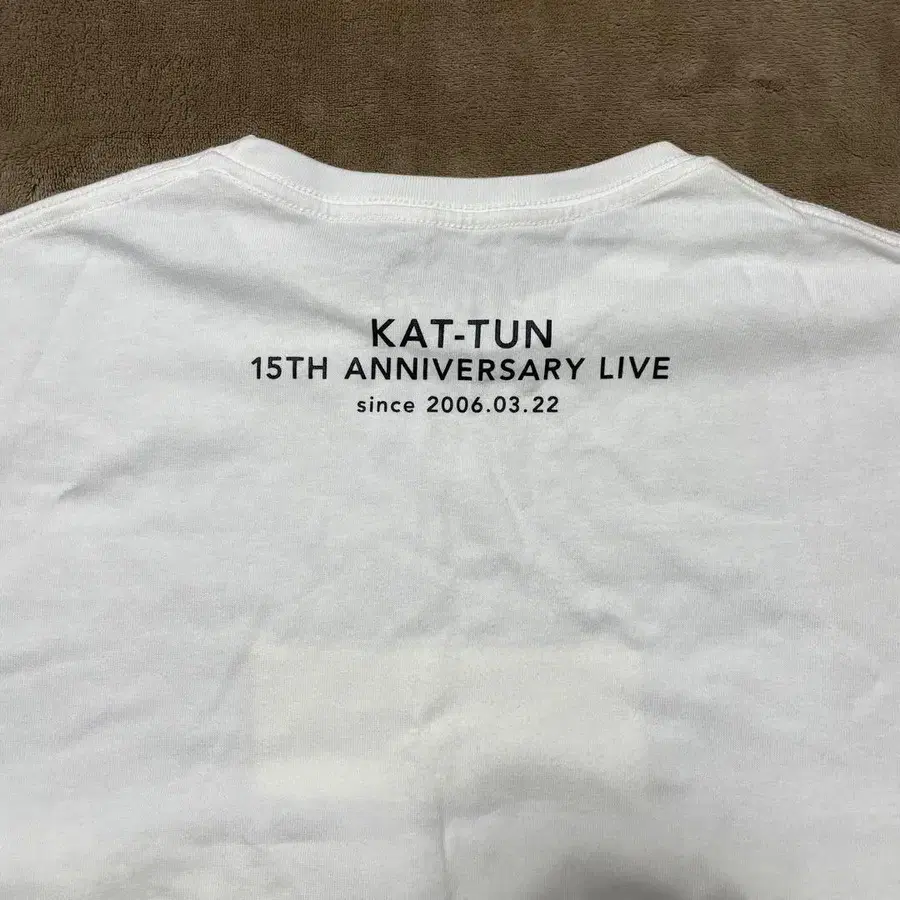 KAT-TUN
15TH ANNIVERSARY LIVE
since 2006.03.22